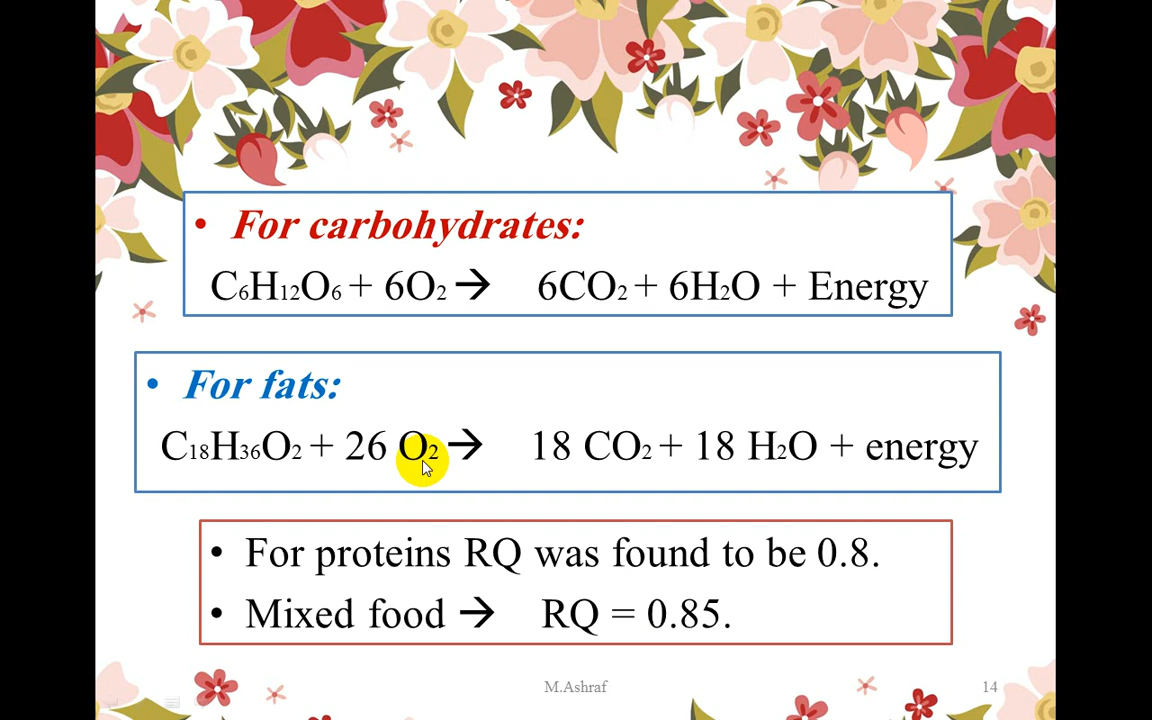 • For carbohydrates:
C₆H₁₂O₆ + 6O₂ → 6CO₂ + 6H₂O + Energy
• For fats:
C₁₈H₃₆O₂ + 26 O₂ → 18 CO₂ + 18 H₂O + energy
• For proteins RQ was found to be 0.8.
• Mixed food → RQ = 0.85.
M.Ashraf
14